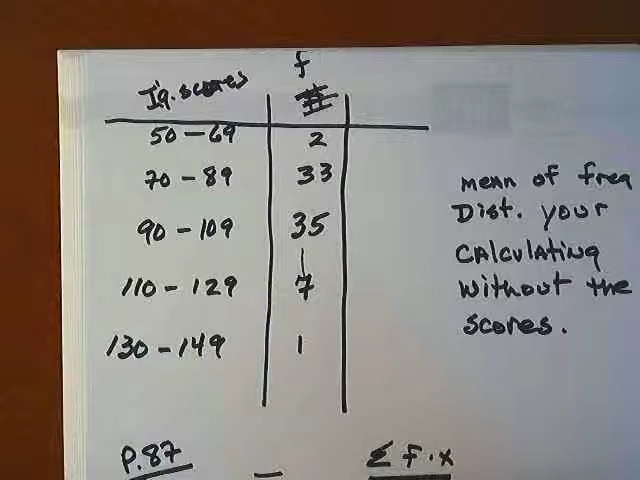 f
I.q. scores
50-69 2
70-89 33
90-109 35
110-129 7
130-149 1
mean of freq
Dist. your
CALCULATING
without the
scores.
P.87
Σ f·x